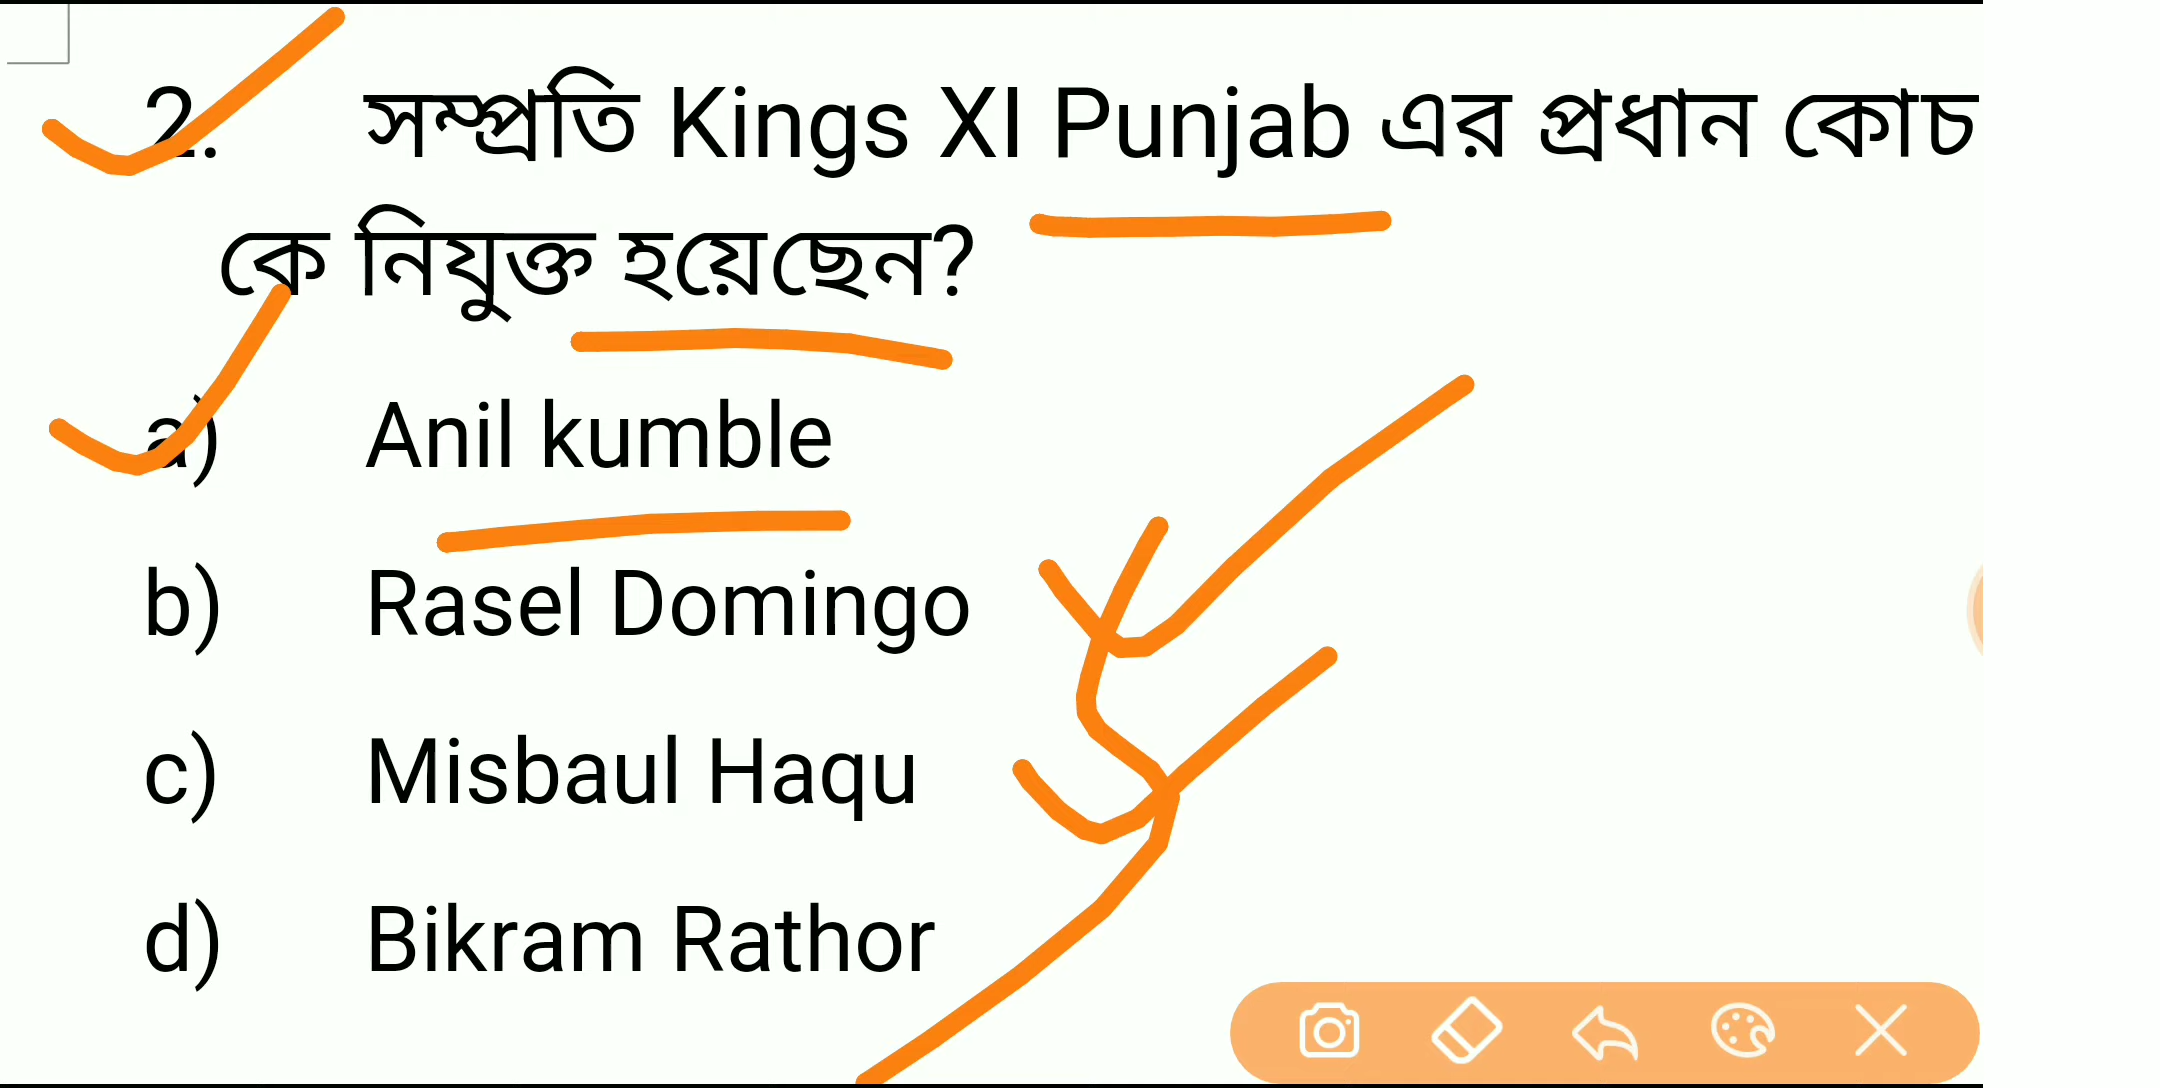 2. সম্প্রতি Kings XI Punjab এর প্রধান কোচ
কে নিযুক্ত হয়েছেন?
a) Anil kumble
b) Rasel Domingo
c) Misbaul Haqu
d) Bikram Rathor